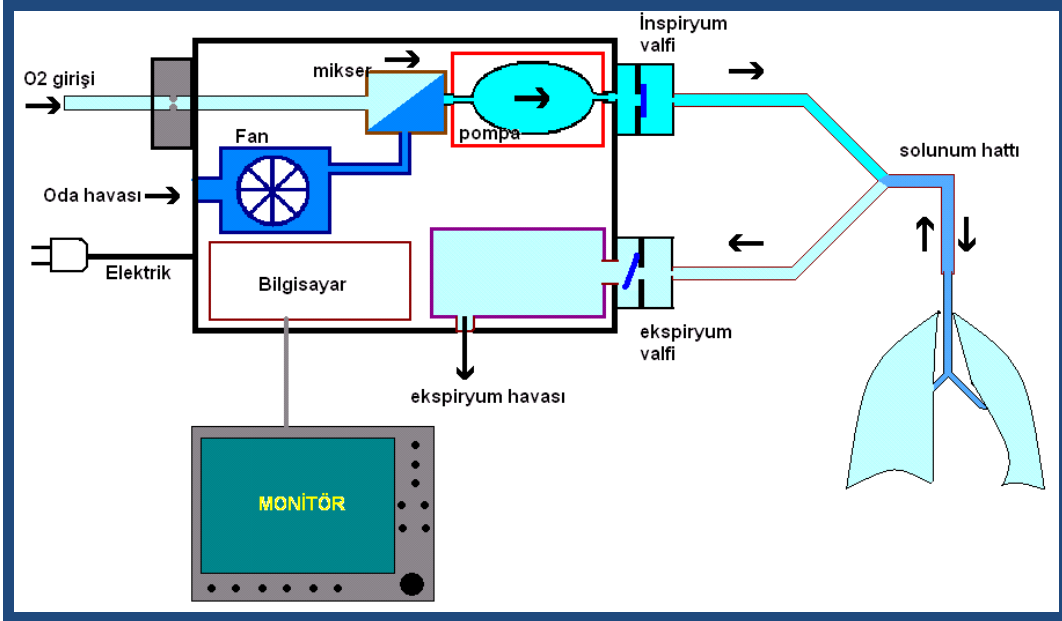 İnspiryum
valfi
O2 girişi
mikser
pompa
Fan
solunum hattı
Oda havası
Elektrik
Bilgisayar
ekspiryum
valfi
ekspiryum havası
MONİTÖR